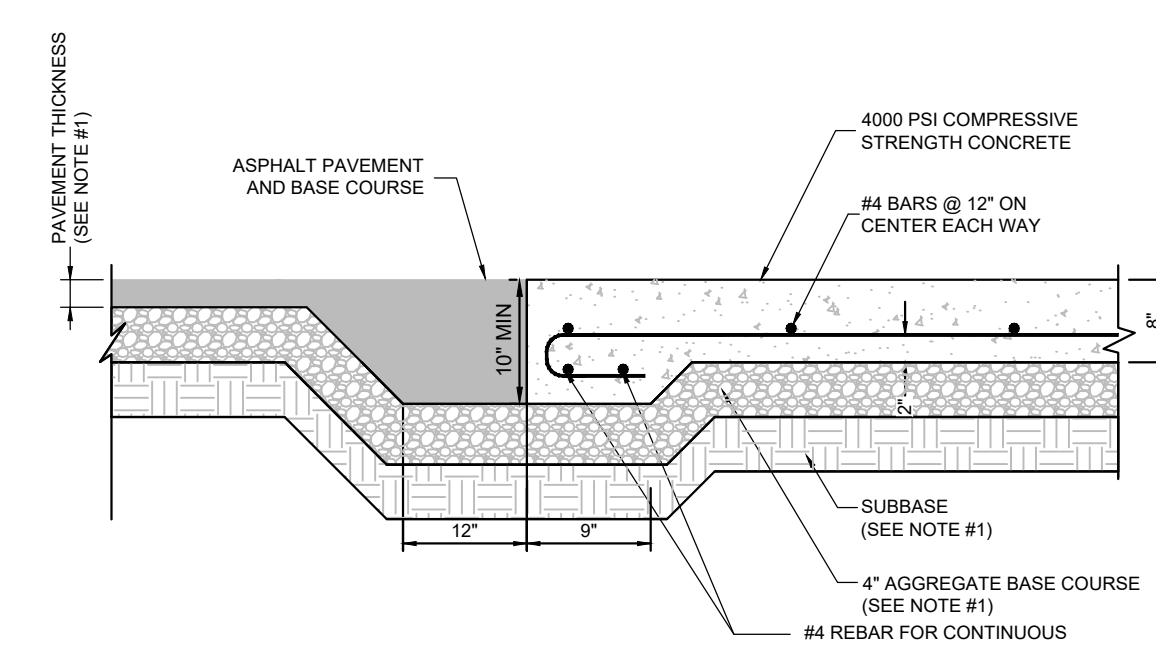 PAVEMENT THICKNESS
(SEE NOTE #1)
ASPHALT PAVEMENT
AND BASE COURSE
4000 PSI COMPRESSIVE
STRENGTH CONCRETE
#4 BARS @ 12" ON
CENTER EACH WAY
10" MIN
8"
2"
12"
9"
SUBBASE
(SEE NOTE #1)
4" AGGREGATE BASE COURSE
(SEE NOTE #1)
#4 REBAR FOR CONTINUOUS